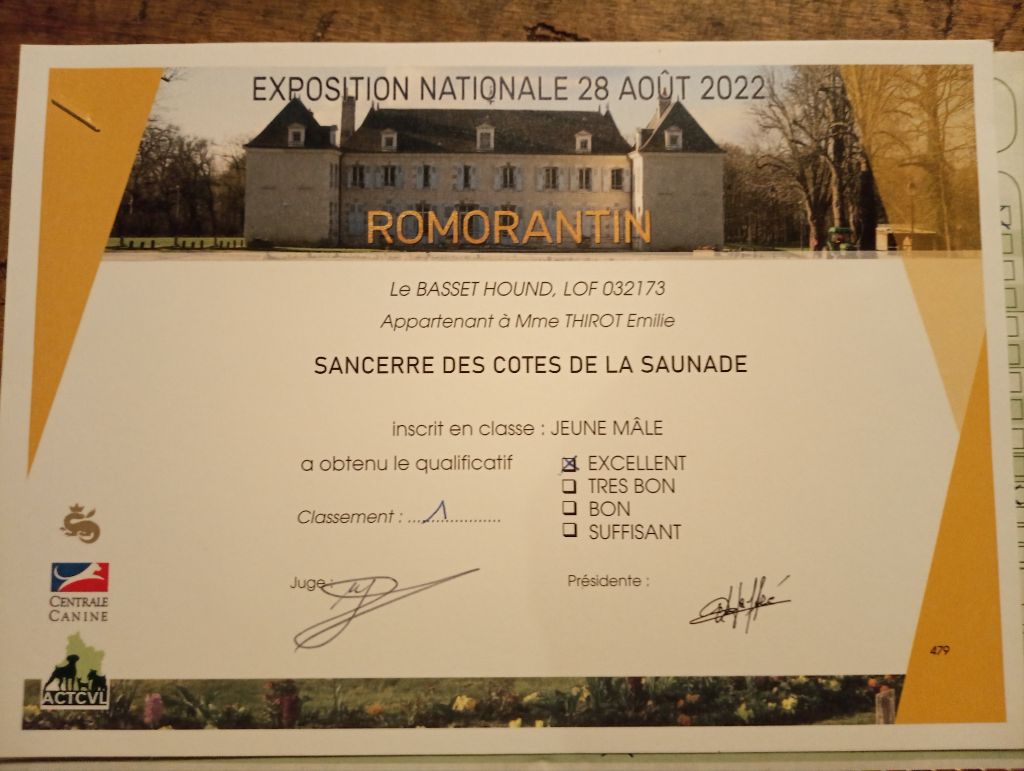 EXPOSITION NATIONALE 28 AOÛT 2022
ROMORANTIN
Le BASSET HOUND, LOF 032173
Appartenant à Mme THIROT Emilie
SANCERRE DES COTES DE LA SAUNADE
inscrit en classe : JEUNE MÂLE
a obtenu le qualificatif
EXCELLENT
TRES BON
BON
SUFFISANT
Classement : ....1....................
Juge :
Présidente :
CENTRALE
CANINE
ACTCVL
479